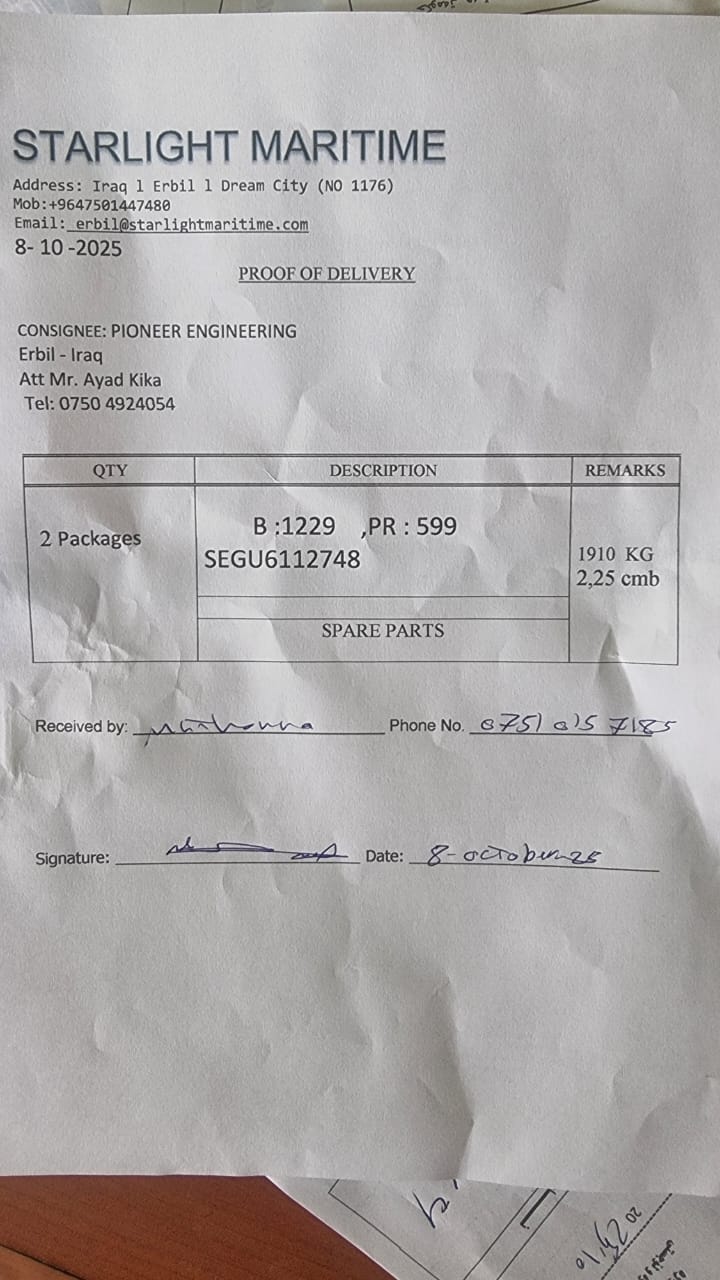 STARLIGHT MARITIME
Address: Iraq l Erbil l Dream City (NO 1176)
Mob:+9647501447480
Email: erbil@starlightmaritime.com
8- 10 -2025
PROOF OF DELIVERY
CONSIGNEE: PIONEER ENGINEERING
Erbil - Iraq
Att Mr. Ayad Kika
Tel: 0750 4924054
QTY DESCRIPTION REMARKS
2 Packages
B :1229 ,PR : 599
SEGU6112748
1910 KG
2,25 cmb
SPARE PARTS
Received by:
Phone No. 0751 015 7185
Signature:
Date: 8-october-25